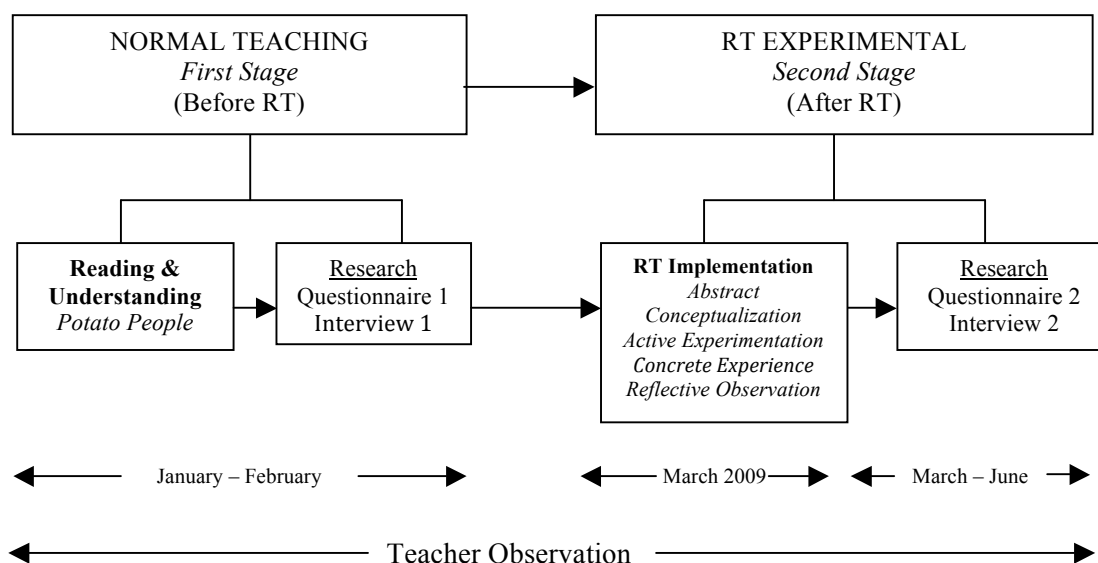 NORMAL TEACHING
First Stage
(Before RT)
RT EXPERIMENTAL
Second Stage
(After RT)
Reading &
Understanding
Potato People
Research
Questionnaire 1
Interview 1
RT Implementation
Abstract
Conceptualization
Active Experimentation
Concrete Experience
Reflective Observation
Research
Questionnaire 2
Interview 2
January – February
March 2009
March – June
Teacher Observation